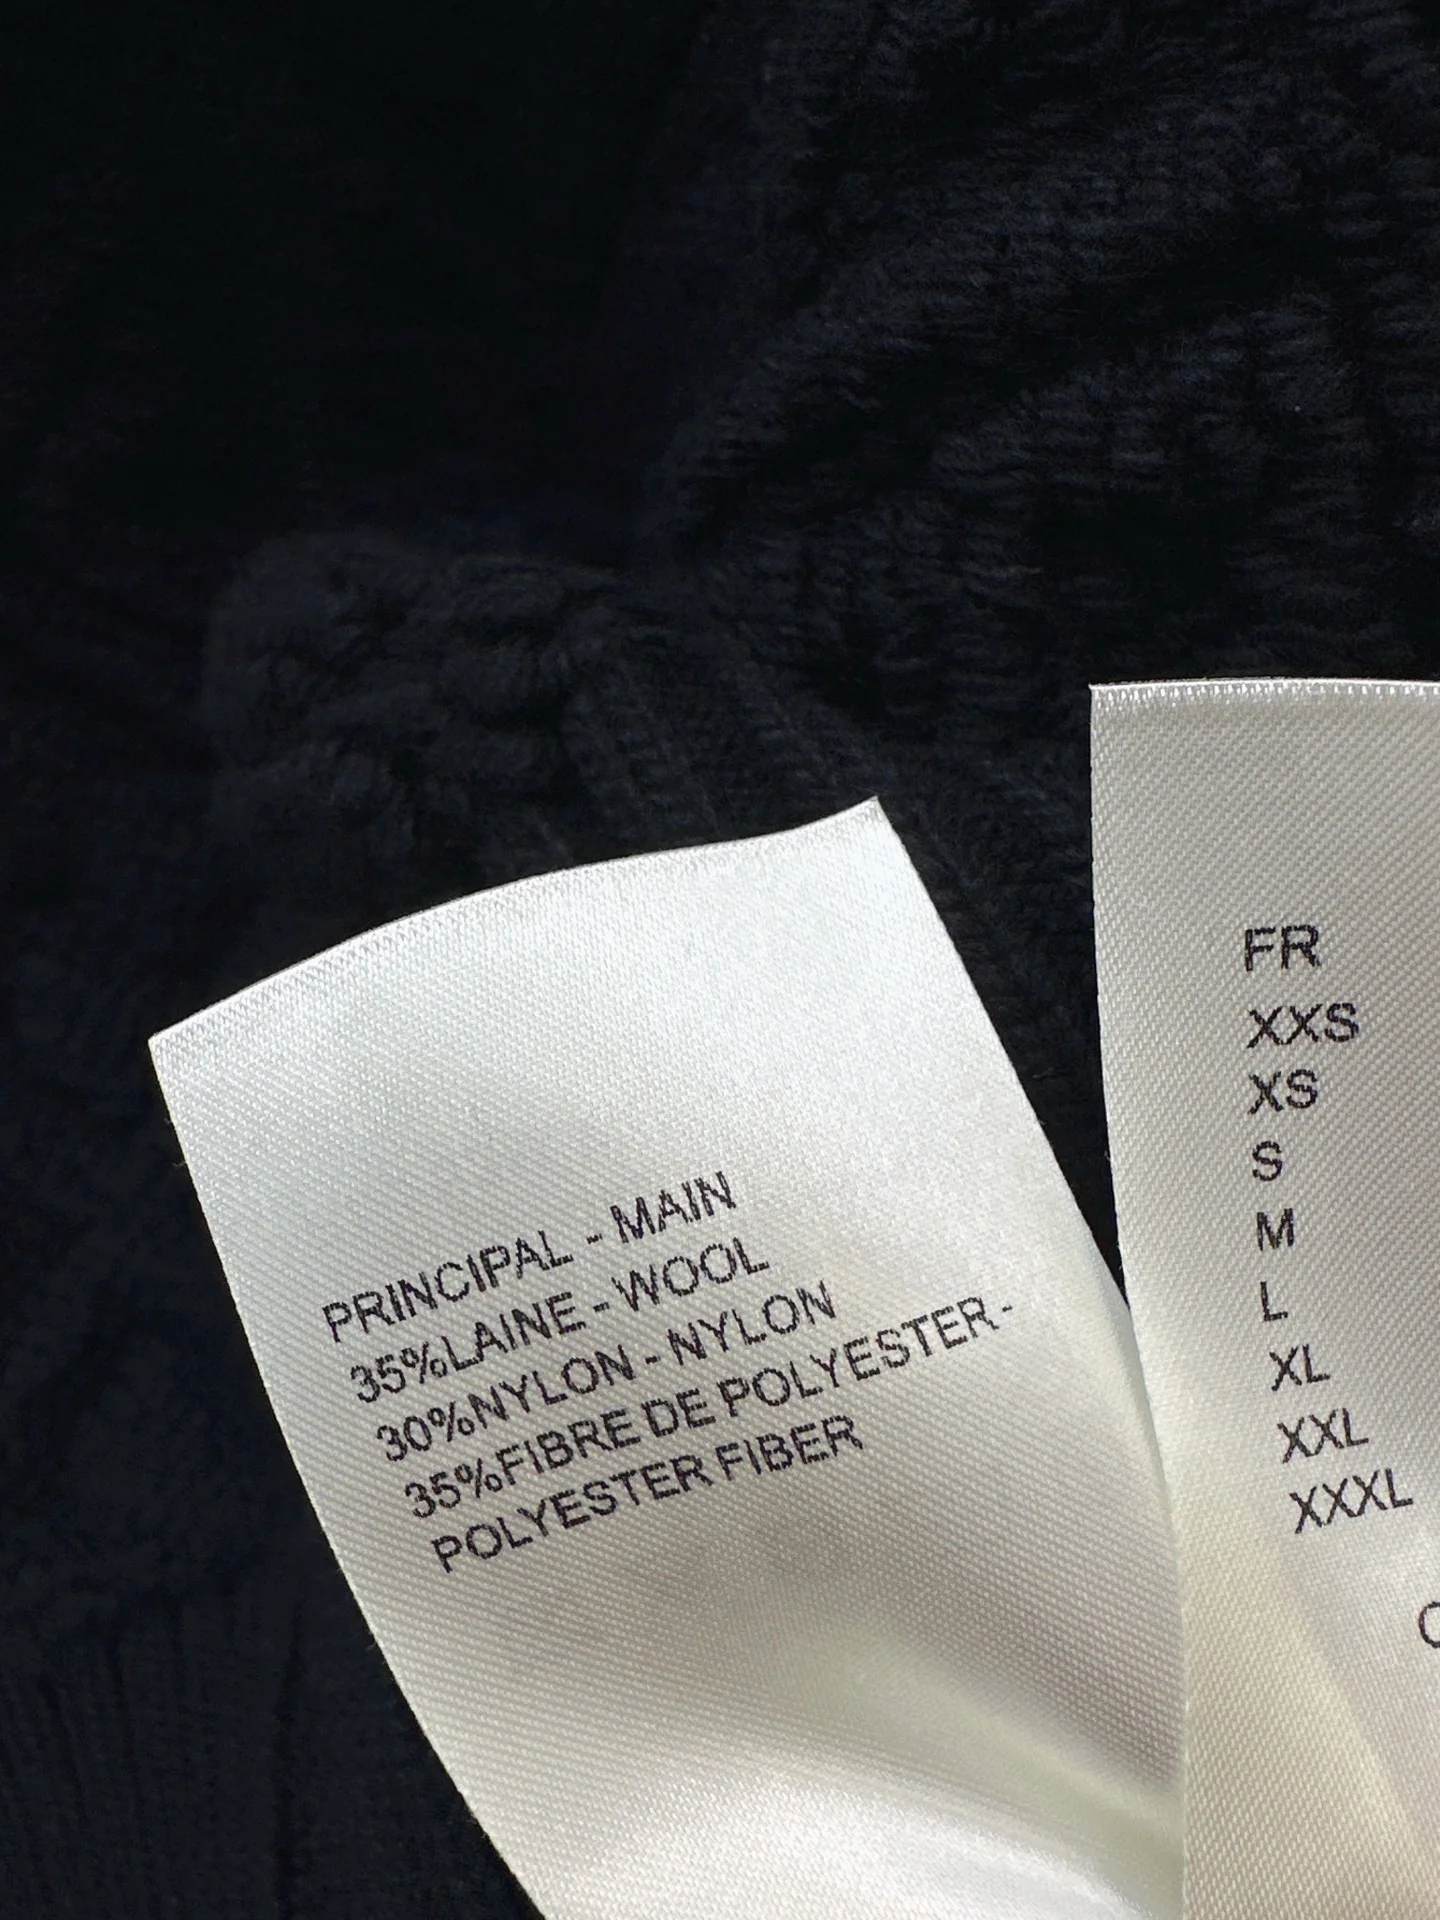 PRINCIPAL - MAIN
35%LAINE - WOOL
30%NYLON - NYLON
35%FIBRE DE POLYESTER -
POLYESTER FIBER
FR
XXS
XS
S
M
L
XL
XXL
XXXL